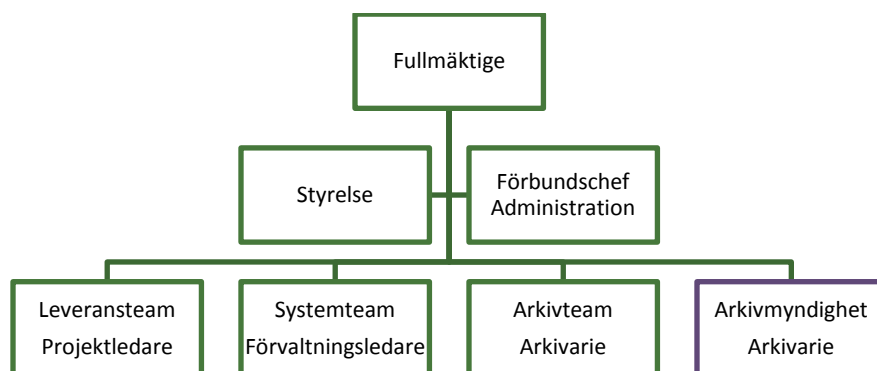 Fullmäktige
Styrelse
Förbundschef
Administration
Leveransteam
Projektledare
Systemteam
Förvaltningsledare
Arkivteam
Arkivarie
Arkivmyndighet
Arkivarie